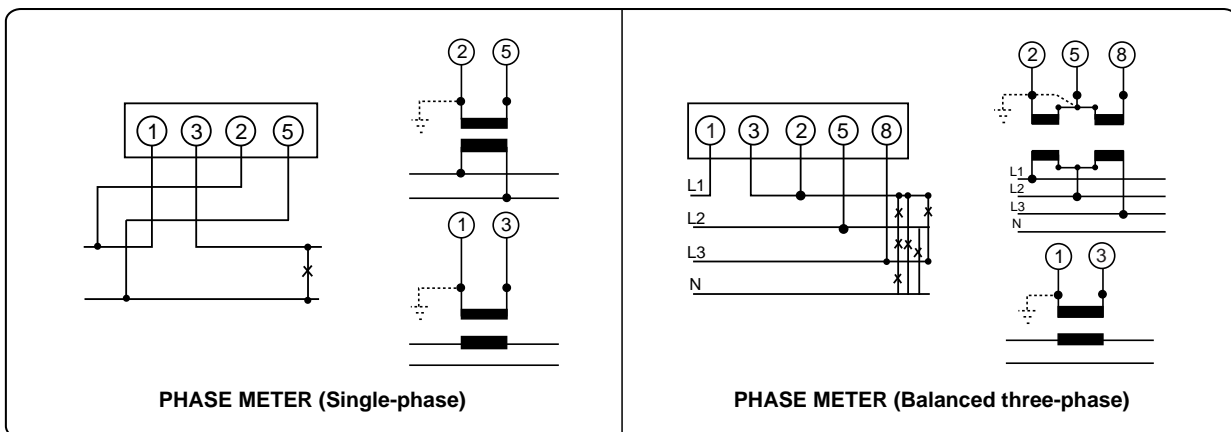 2 5
1 3 2 5
1 3
PHASE METER (Single-phase)
2 5 8
1 3 2 5 8
L1
L2
L3
N
L1
L2
L3
N
1 3
PHASE METER (Balanced three-phase)